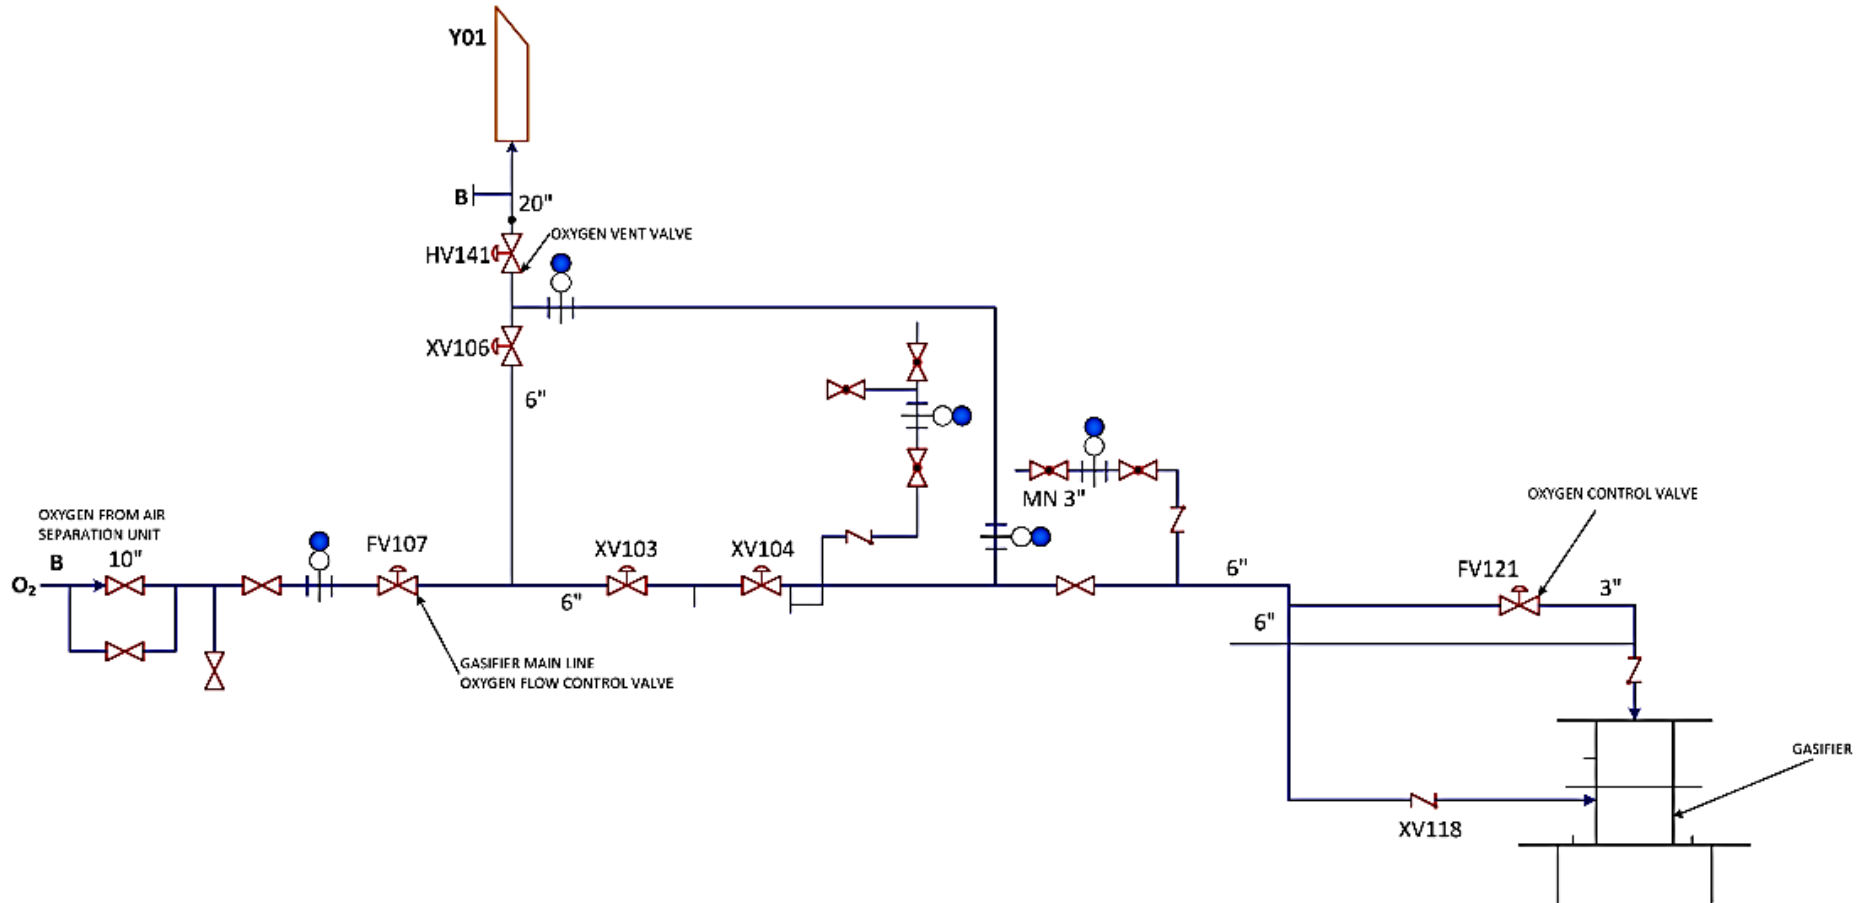 Y01
B
20"
HV141
OXYGEN VENT VALVE
XV106
6"
MN 3"
OXYGEN CONTROL VALVE
OXYGEN FROM AIR
SEPARATION UNIT
B
10"
O₂
FV107
XV103
XV104
6"
6"
FV121
3"
6"
GASIFIER MAIN LINE
OXYGEN FLOW CONTROL VALVE
GASIFIER
XV118